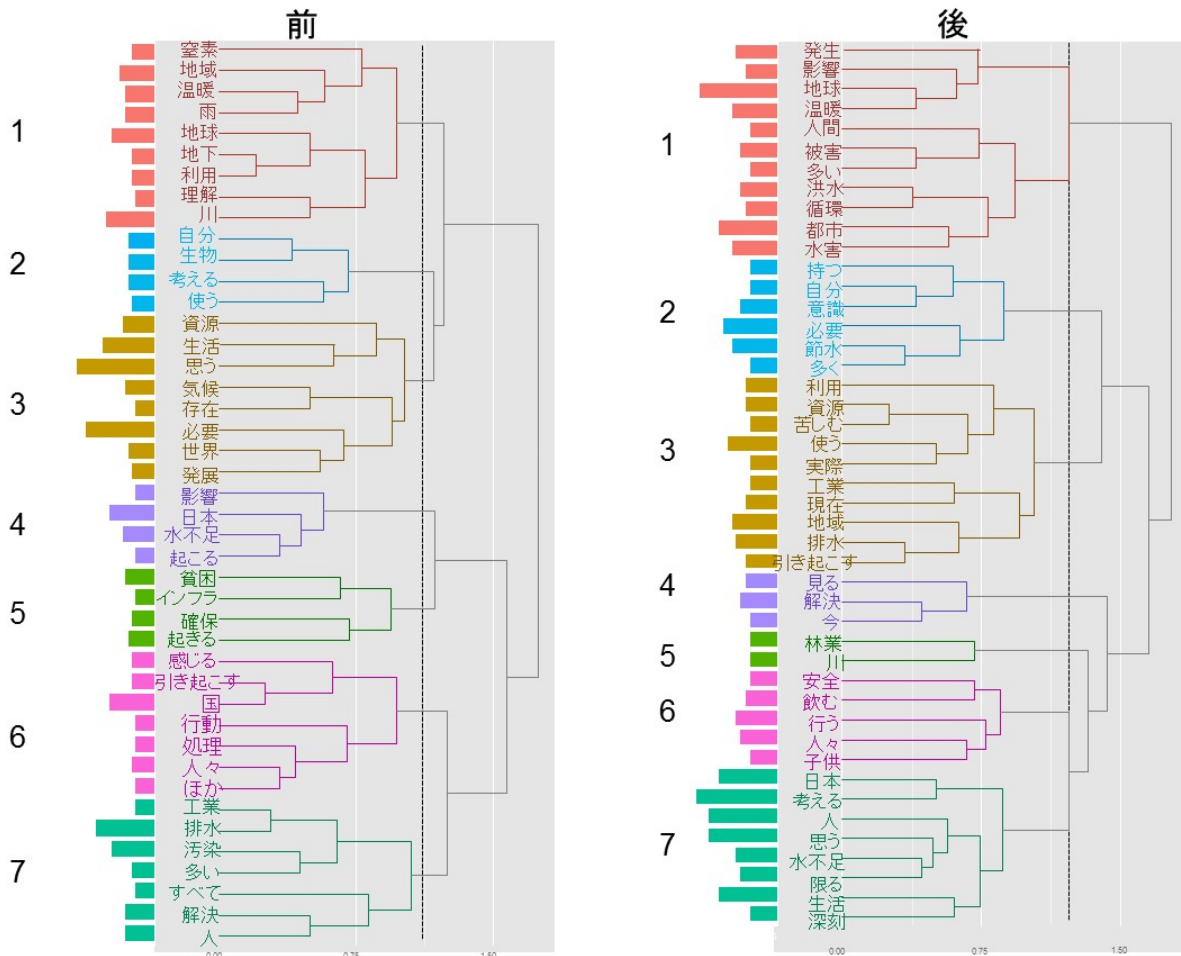 前
1
窒素
地域
温暖
雨
地球
地下
利用
理解
川
2
自分
生物
考える
使う
3
資源
生活
思う
気候
存在
必要
世界
発展
4
影響
日本
水不足
起こる
5
貧困
インフラ
確保
起きる
6
感じる
引き起こす
国
行動
処理
人々
ほか
7
工業
排水
汚染
多い
すべて
解決
人
0.00 0.75 1.50
後
1
発生
影響
地球
温暖
人間
被害
多い
洪水
循環
都市
水害
2
持つ
自分
意識
必要
節水
多く
3
利用
資源
苦しむ
使う
実際
工業
現在
地域
排水
引き起こす
4
見る
解決
今
5
林業
川
6
安全
飲む
行う
人々
子供
7
日本
考える
人
思う
水不足
限る
生活
深刻
0.00 0.75 1.50